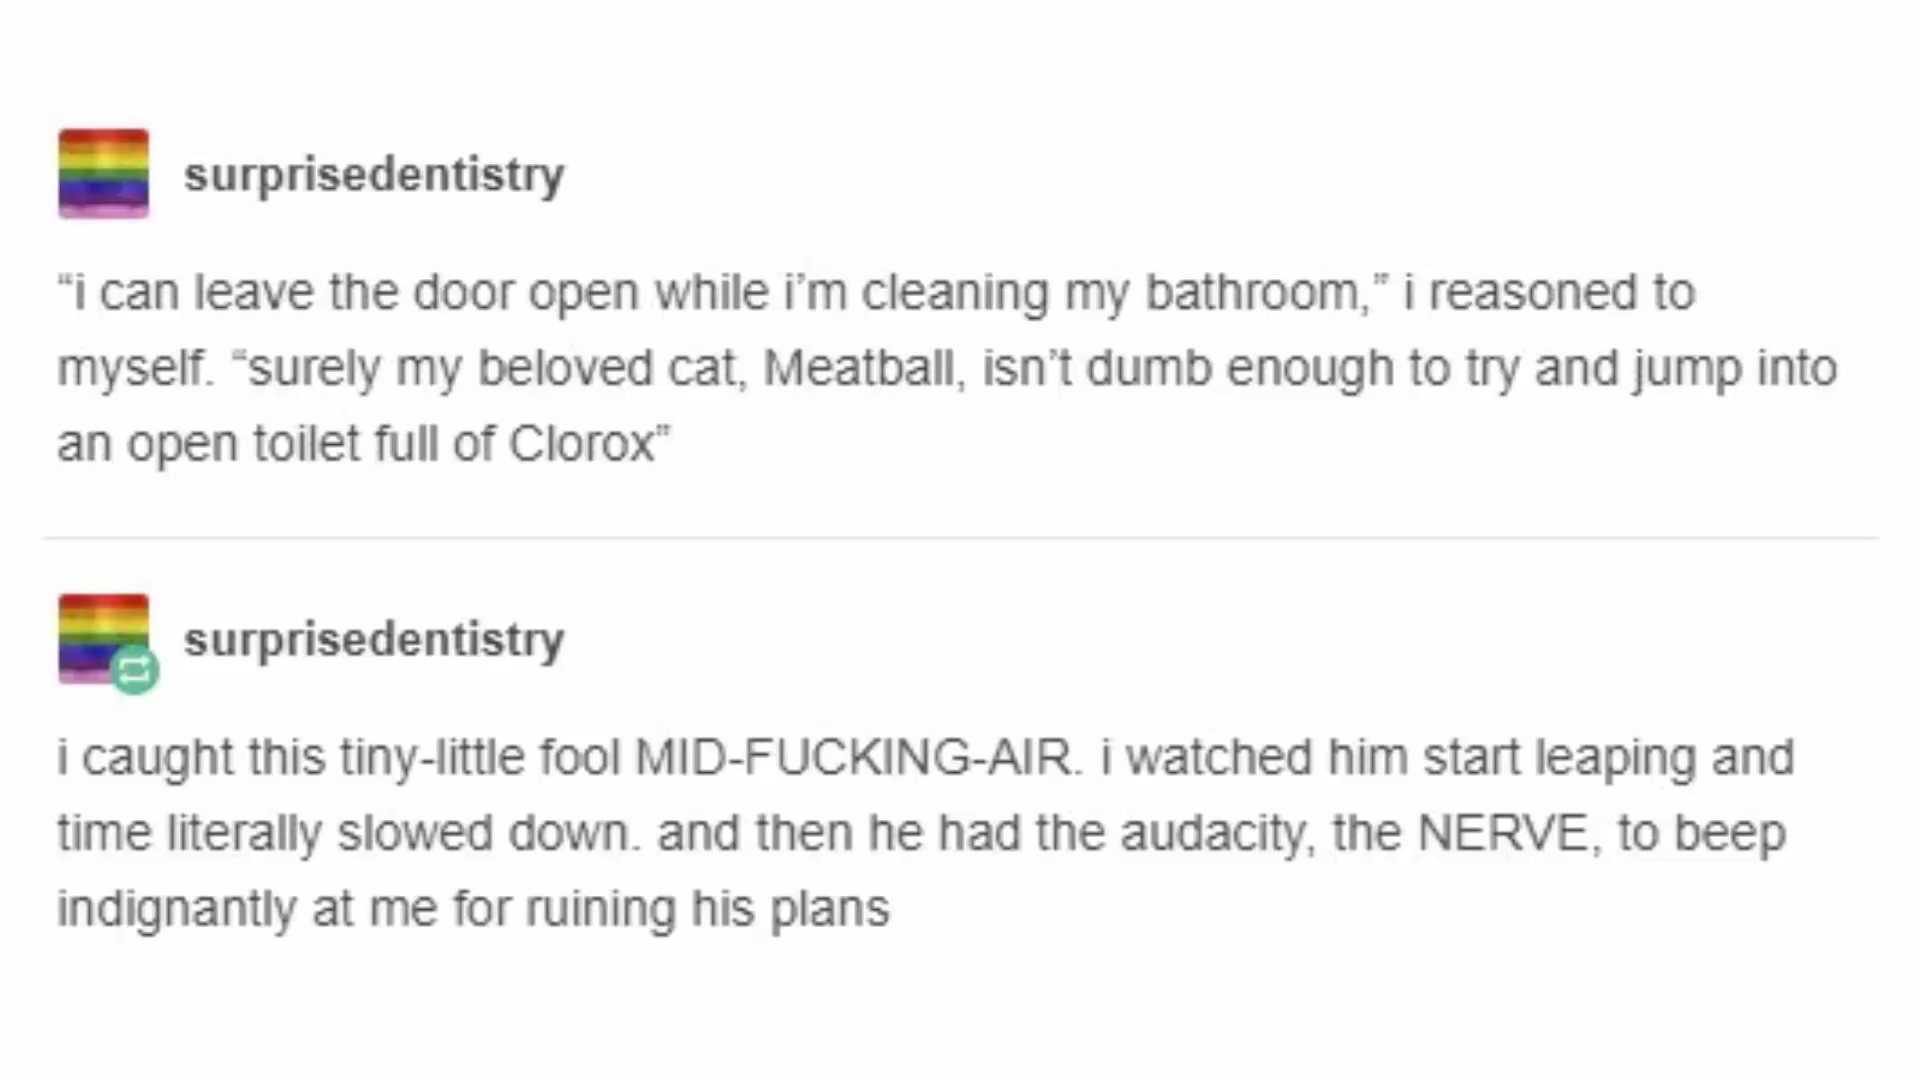 surprisedentistry
“i can leave the door open while i’m cleaning my bathroom,” i reasoned to
myself. “surely my beloved cat, Meatball, isn’t dumb enough to try and jump into
an open toilet full of Clorox”
surprisedentistry
i caught this tiny-little fool MID-FUCKING-AIR. i watched him start leaping and
time literally slowed down. and then he had the audacity, the NERVE, to beep
indignantly at me for ruining his plans